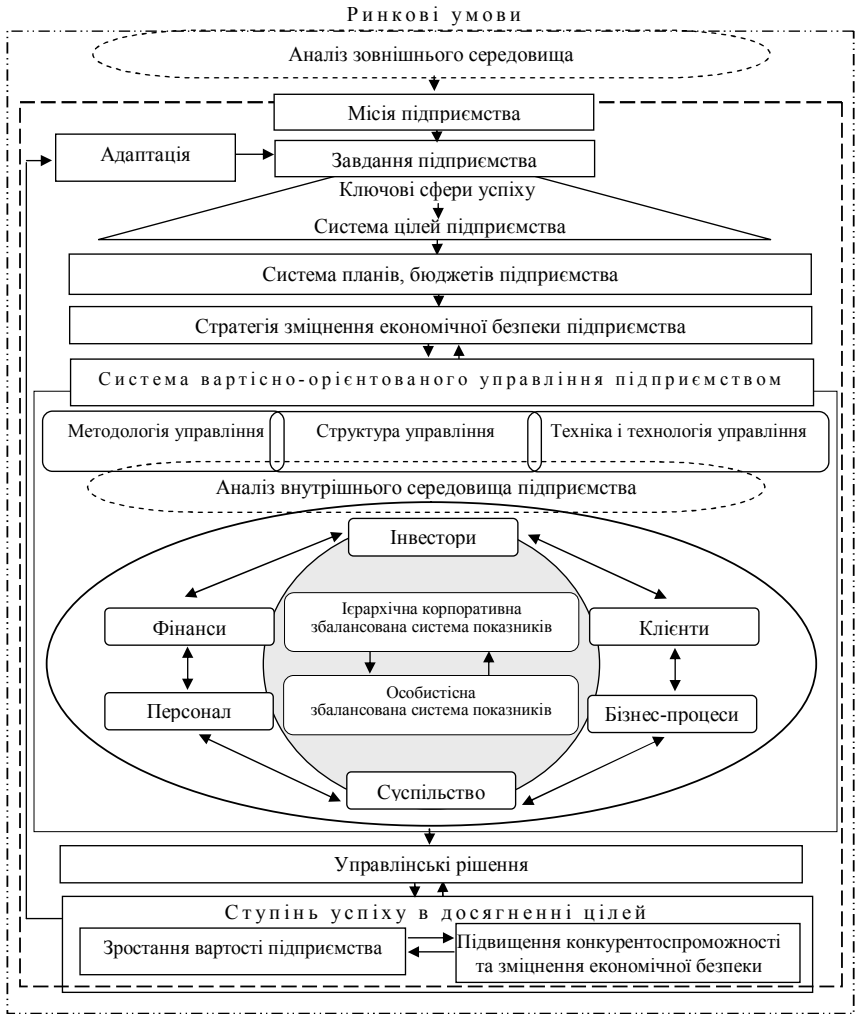 Ринкові умови
Аналіз зовнішнього середовища
Місія підприємства
Адаптація
Завдання підприємства
Ключові сфери успіху
Система цілей підприємства
Система планів, бюджетів підприємства
Стратегія зміцнення економічної безпеки підприємства
Система вартісно-орієнтованого управління підприємством
Методологія управління
Структура управління
Техніка і технологія управління
Аналіз внутрішнього середовища підприємства
Інвестори
Ієрархічна корпоративна
збалансована система показників
Фінанси
Клієнти
Особистісна
збалансована система показників
Персонал
Бізнес-процеси
Суспільство
Управлінські рішення
Ступінь успіху в досягненні цілей
Зростання вартості підприємства
Підвищення конкурентоспроможності
та зміцнення економічної безпеки